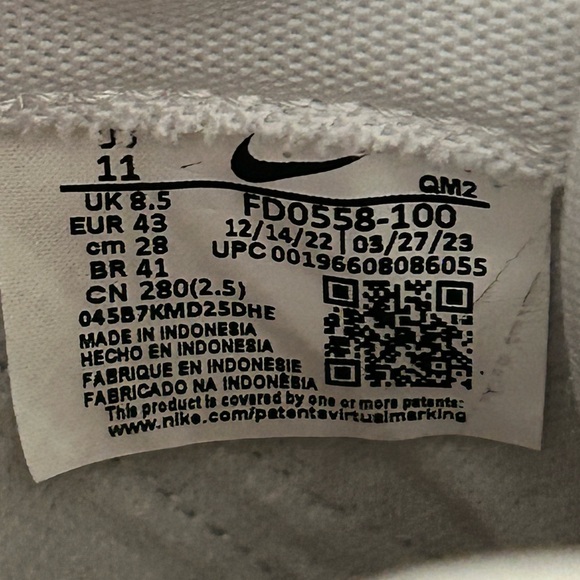 11
QM2
UK 8.5
FD0558-100
EUR 43
12/14/22 | 03/27/23
cm 28
UPC 00196608086055
BR 41
CN 280(2.5)
045B7KMD25DHE
MADE IN INDONESIA
HECHO EN INDONESIA
FABRIQUE EN INDONESIE
FABRICADO NA INDONÉSIA
This product is covered by one or more patents:
www.nike.com/patentsvirtualmarking